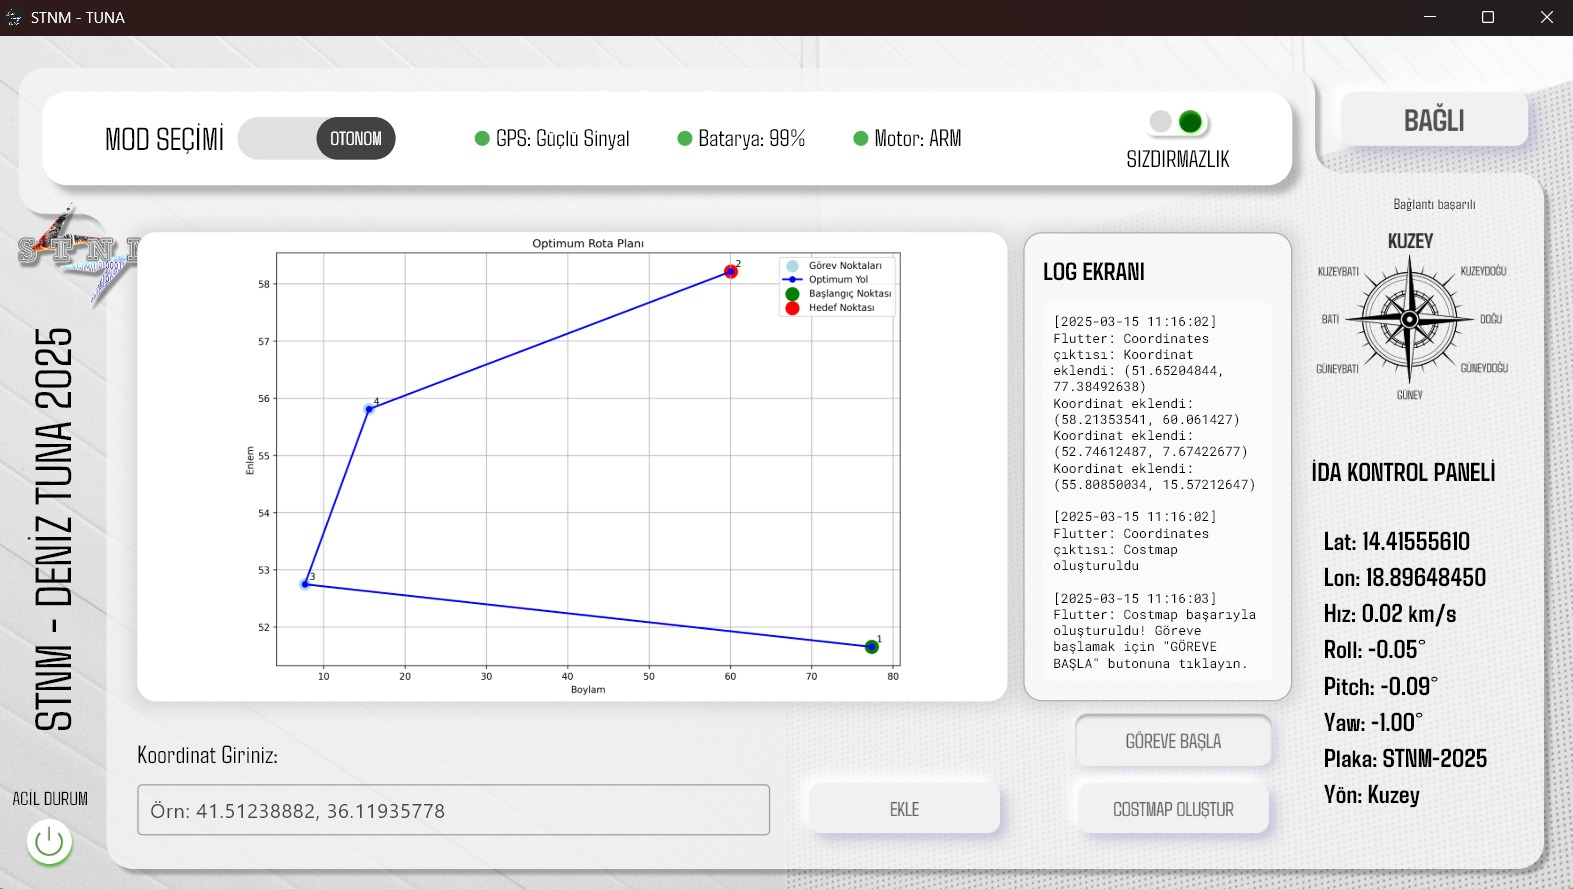 STNM - TUNA
MOD SEÇİMİ
OTONOM
GPS: Güçlü Sinyal
Batarya: 99%
Motor: ARM
SIZDIRMAZLIK
BAĞLI
Bağlantı başarılı
STNM
STNM - DENİZ TUNA 2025
Optimum Rota Planı
Görev Noktaları
Optimum Yol
Başlangıç Noktası
Hedef Noktası
58
57
56
55
54
53
52
Enlem
10 20 30 40 50 60 70 80
Boylam
1
2
3
4
LOG EKRANI
[2025-03-15 11:16:02]
Flutter: Coordinates
çıktısı: Koordinat
eklendi: (51.65204844,
77.38492638)
Koordinat eklendi:
(58.21353541, 60.061427)
Koordinat eklendi:
(52.74612487, 7.67422677)
Koordinat eklendi:
(55.80850034, 15.57212647)
[2025-03-15 11:16:02]
Flutter: Coordinates
çıktısı: Costmap
oluşturuldu
[2025-03-15 11:16:03]
Flutter: Costmap başarıyla
oluşturuldu! Göreve
başlamak için "GÖREVE
BAŞLA" butonuna tıklayın.
KUZEY
KUZEYBATI
KUZEYDOĞU
BATI
DOĞU
GÜNEYBATI
GÜNEYDOĞU
GÜNEY
İDA KONTROL PANELİ
Lat: 14.41555610
Lon: 18.89648450
Hız: 0.02 km/s
Roll: -0.05°
Pitch: -0.09°
Yaw: -1.00°
Plaka: STNM-2025
Yön: Kuzey
Koordinat Giriniz:
Örn: 41.51238882, 36.11935778
EKLE
GÖREVE BAŞLA
COSTMAP OLUŞTUR
ACİL DURUM